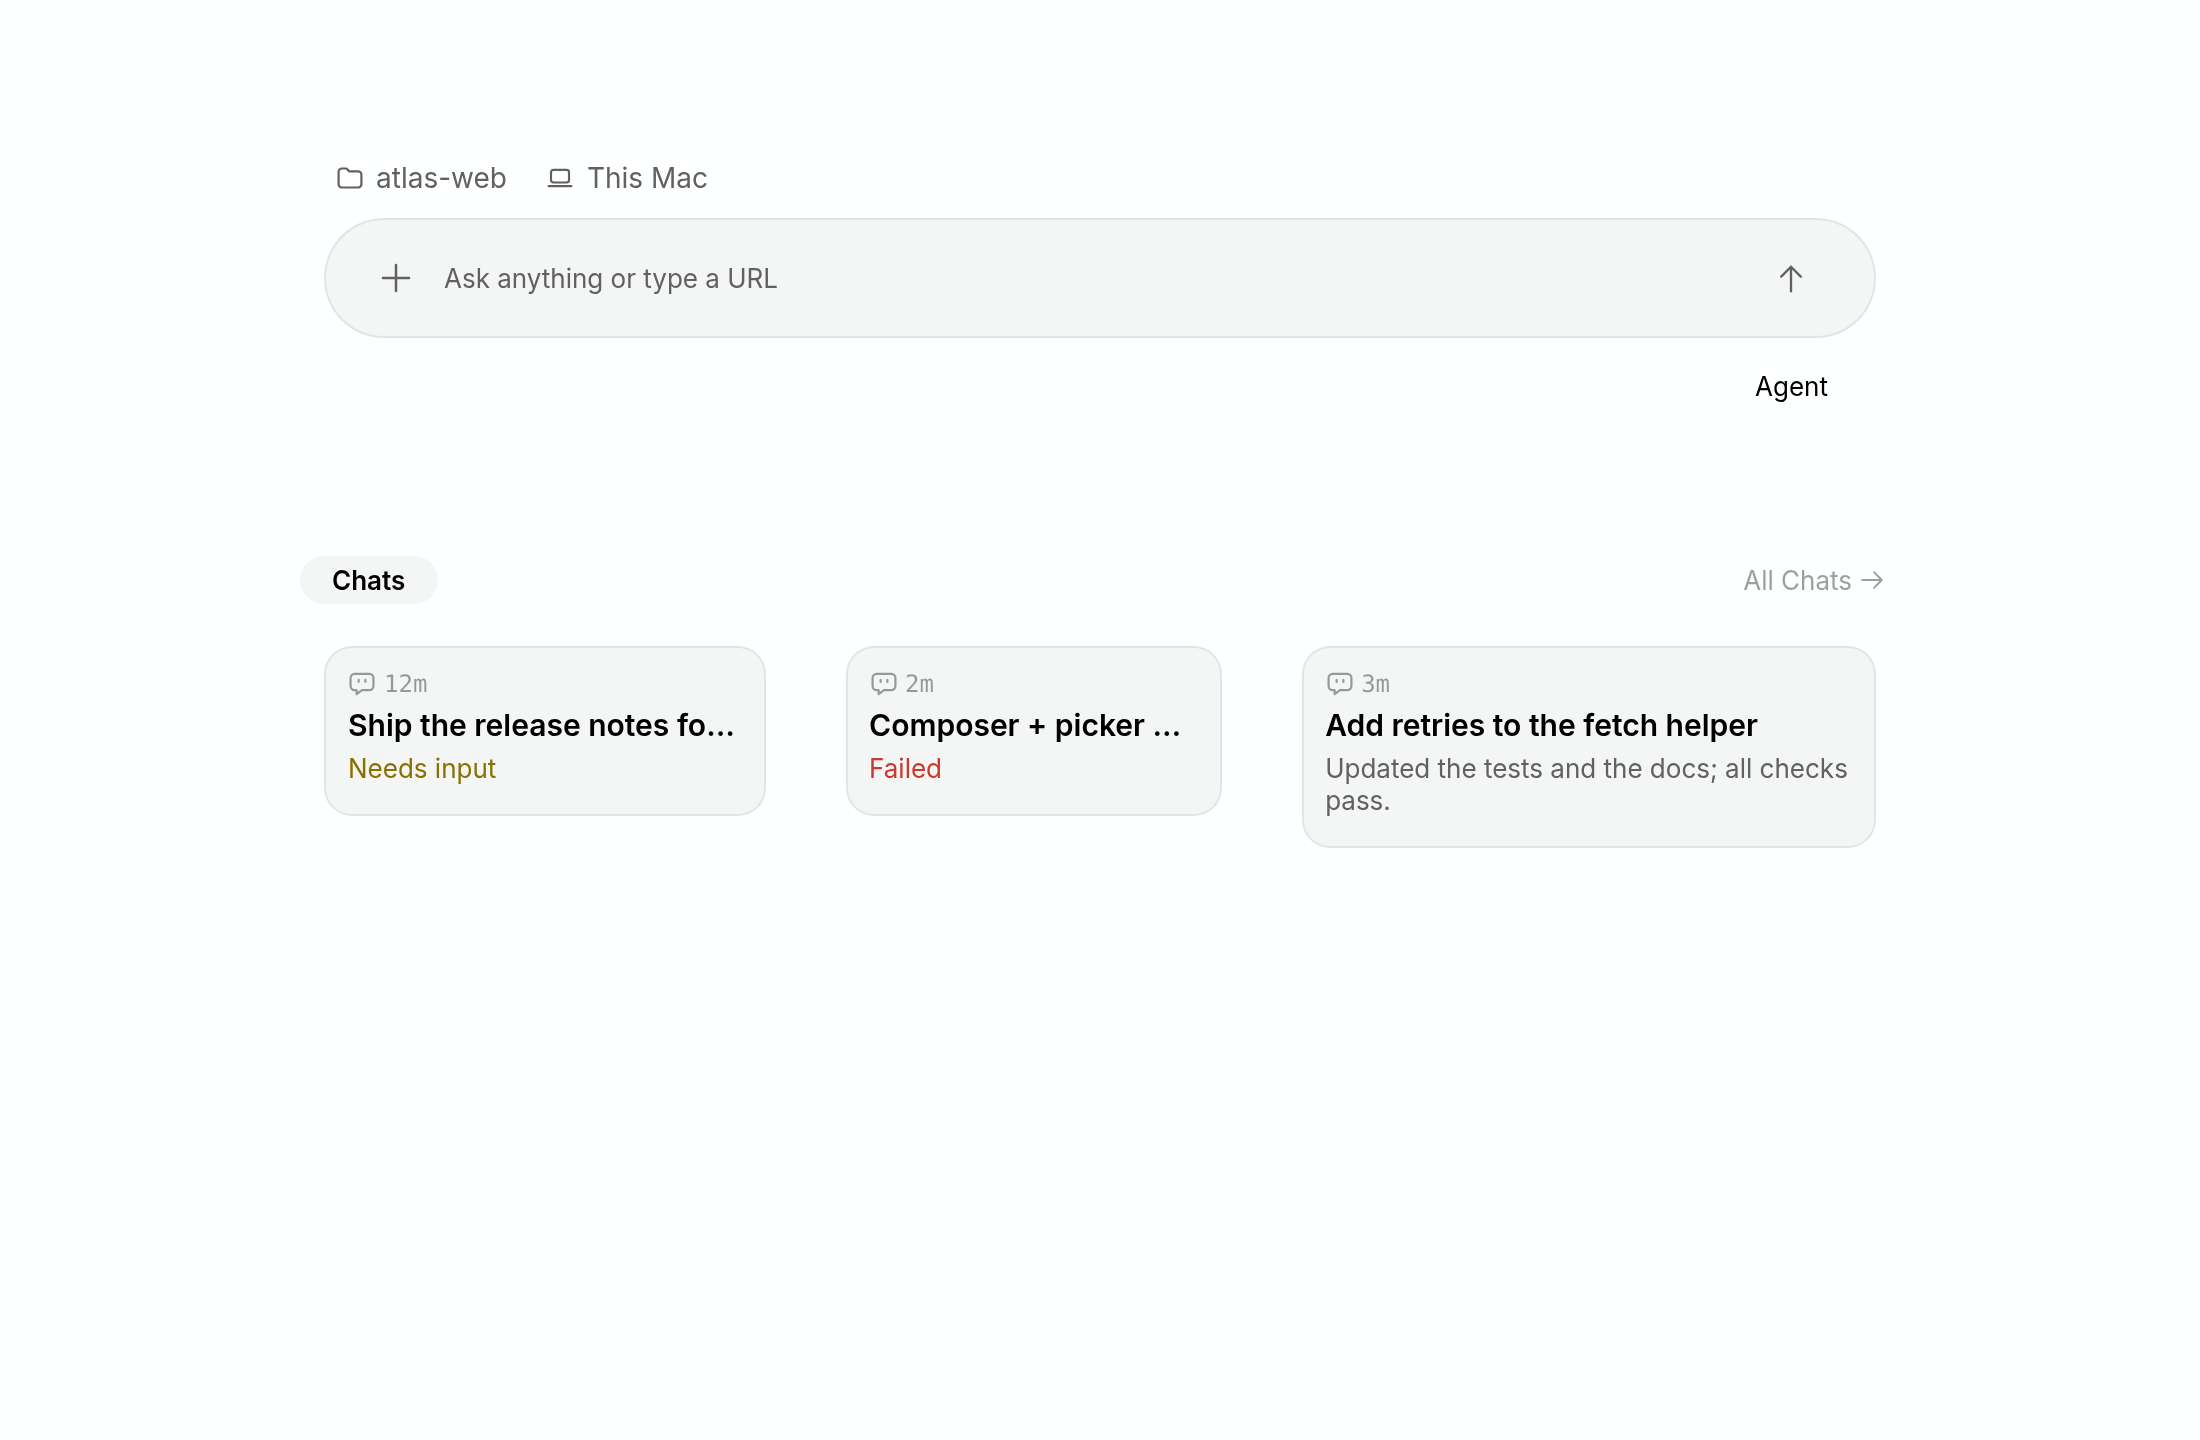 atlas-web This Mac
Ask anything or type a URL
Agent
Chats
All Chats →
12m
Ship the release notes fo...
Needs input
2m
Composer + picker ...
Failed
3m
Add retries to the fetch helper
Updated the tests and the docs; all checks
pass.